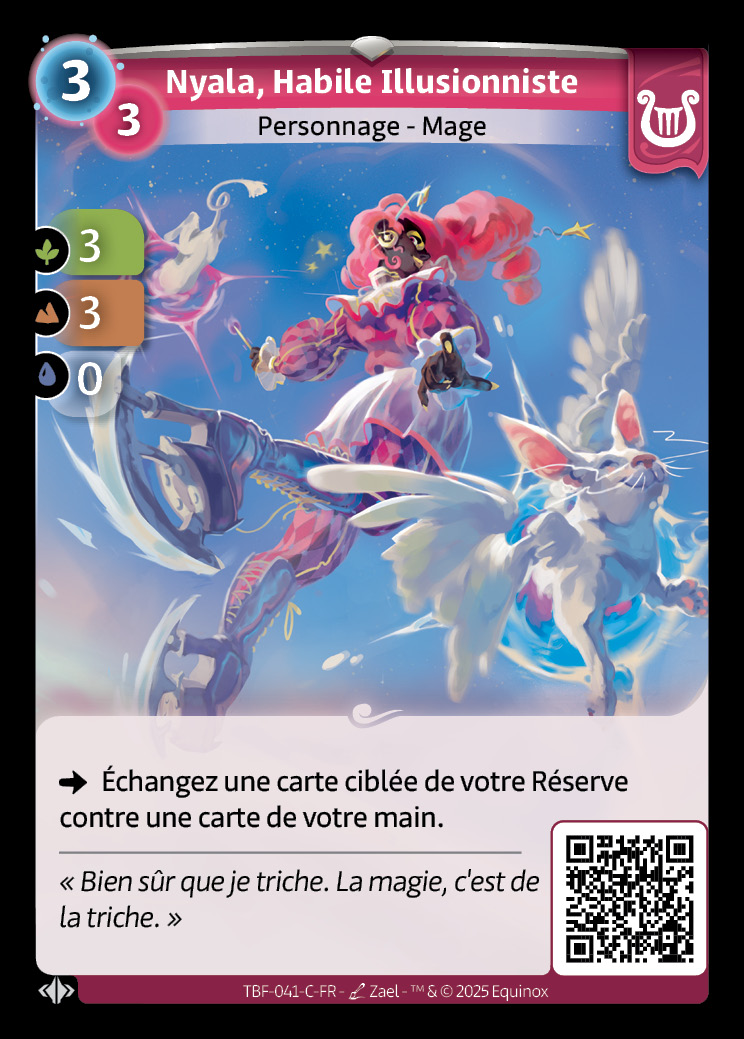 3
Nyala, Habile Illusionniste
3
Personnage - Mage
3
3
0
Échangez une carte ciblée de votre Réserve
contre une carte de votre main.
« Bien sûr que je triche. La magie, c'est de
la triche. »
TBF-041-C-FR - Zael - ™ & © 2025 Equinox